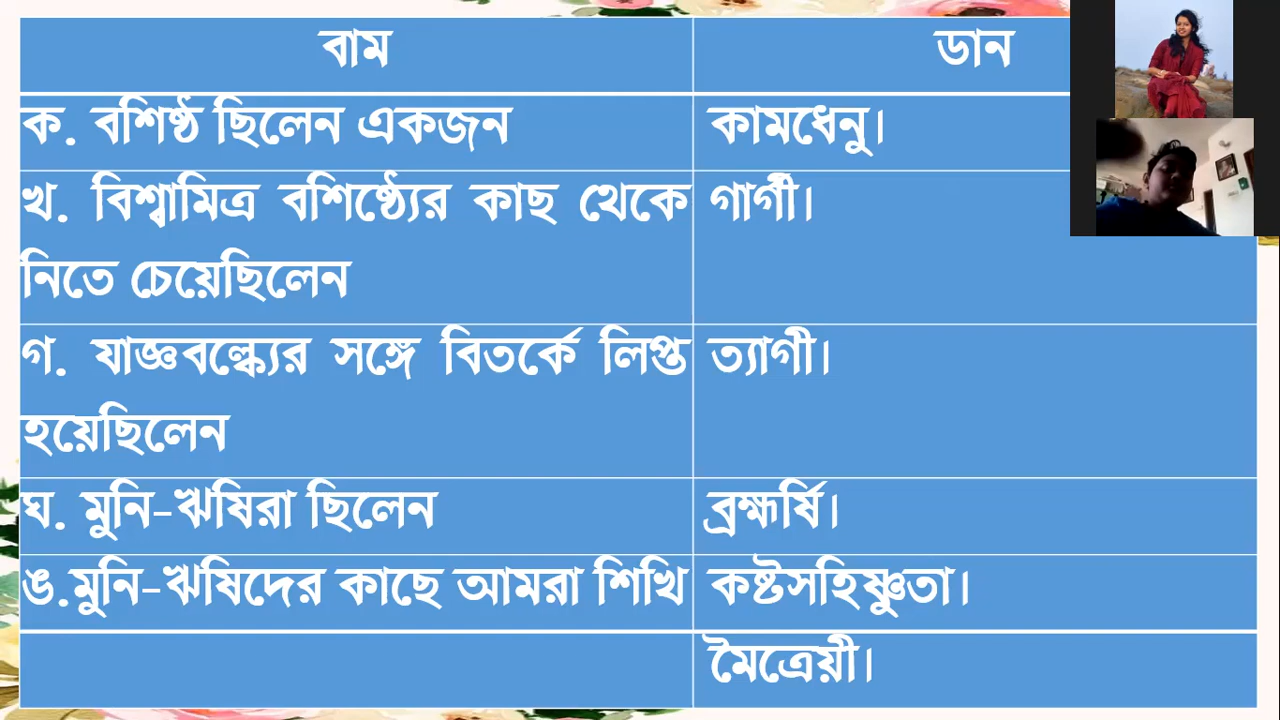 বাম ডান
ক. বশিষ্ঠ ছিলেন একজন কামধেনু।
খ. বিশ্বামিত্র বশিষ্ঠ্যের কাছ থেকে গার্গী।
নিতে চেয়েছিলেন
গ. যাজ্ঞবল্ক্যের সঙ্গে বিতর্কে লিপ্ত ত্যাগী।
হয়েছিলেন
ঘ. মুনি-ঋষিরা ছিলেন ব্রহ্মর্ষি।
ঙ.মুনি-ঋষিদের কাছে আমরা শিখি কষ্টসহিষ্ণুতা।
মৈত্রেয়ী।